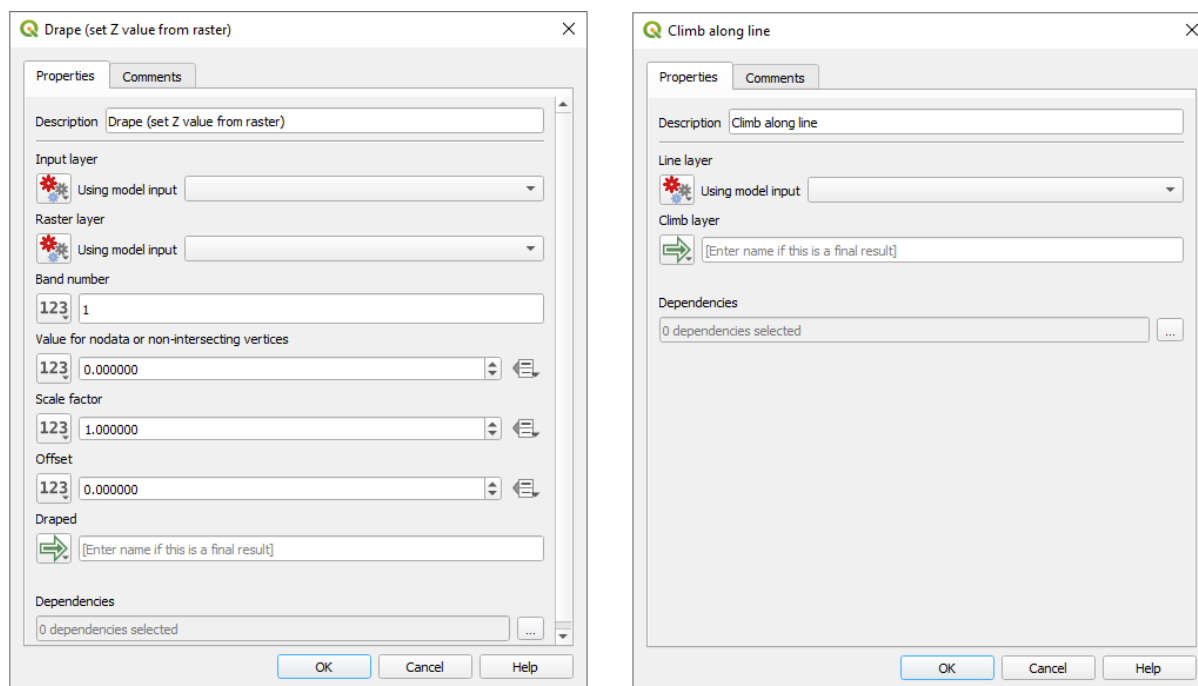 Drape (set Z value from raster)
Properties
Comments
Description
Drape (set Z value from raster)
Input layer
Using model input
Raster layer
Using model input
Band number
123
1
Value for nodata or non-intersecting vertices
123
0.000000
Scale factor
123
1.000000
Offset
123
0.000000
Draped
[Enter name if this is a final result]
Dependencies
0 dependencies selected
...
OK
Cancel
Help
Climb along line
Properties
Comments
Description
Climb along line
Line layer
Using model input
Climb layer
[Enter name if this is a final result]
Dependencies
0 dependencies selected
...
OK
Cancel
Help